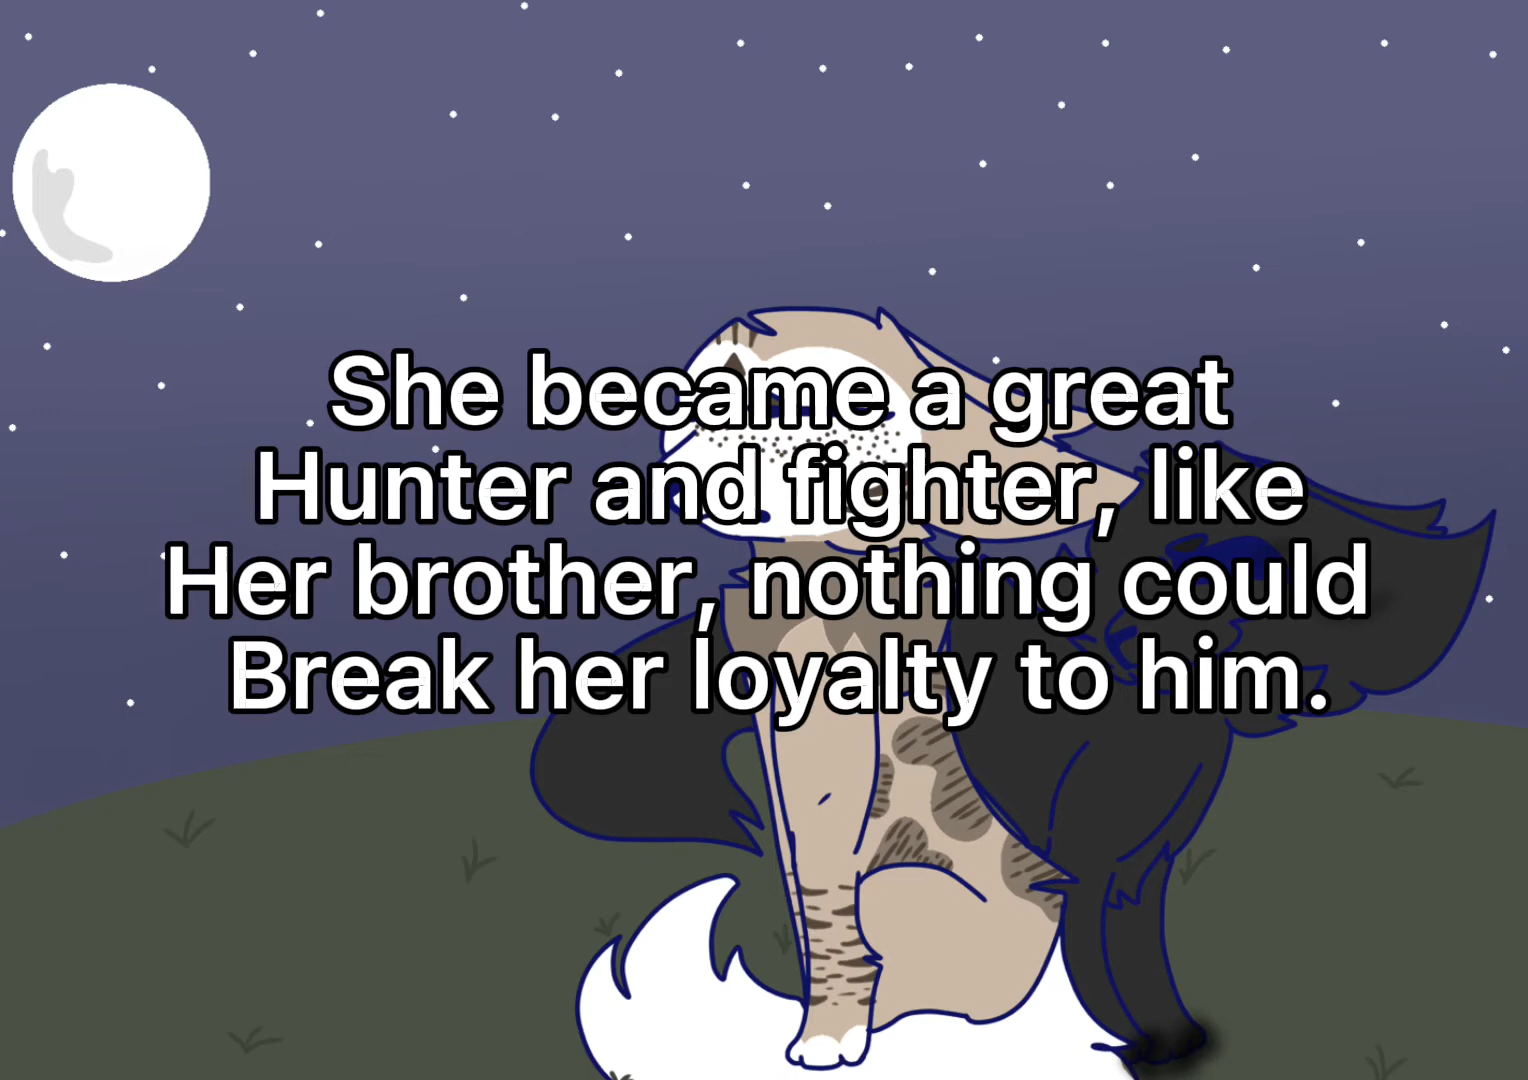 She became a great
Hunter and fighter, like
Her brother, nothing could
Break her loyalty to him.